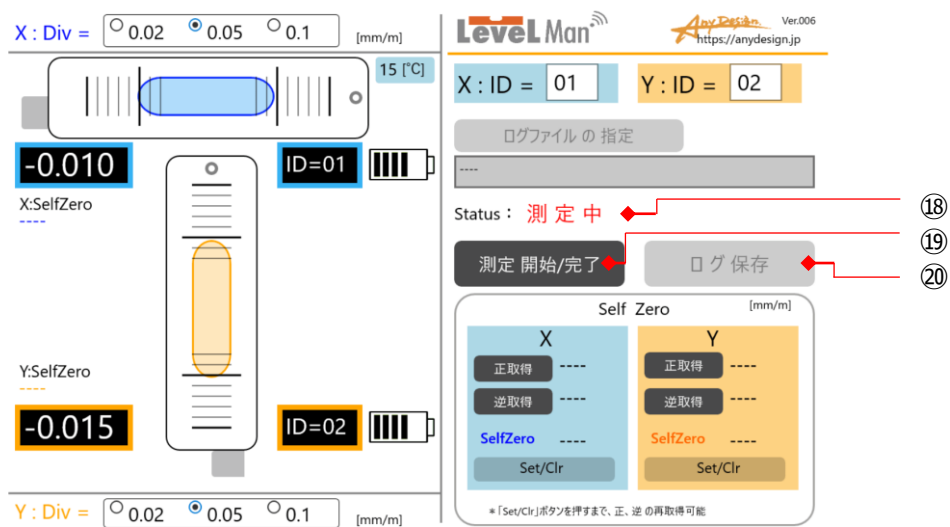 X : Div = 0.02 0.05 0.1 [mm/m]
15 [℃]
-0.010
ID=01
X:SelfZero
----
Y:SelfZero
----
-0.015
ID=02
Y : Div = 0.02 0.05 0.1 [mm/m]
LeveL Man
AnyDesign Ver.006
https://anydesign.jp
X : ID = 01 Y : ID = 02
ログファイル の 指定
----
Status : 測 定 中
⑱
⑲
測定 開始/完了 ログ 保存
⑳
Self Zero [mm/m]
X Y
正取得 ---- 正取得 ----
逆取得 ---- 逆取得 ----
SelfZero ---- SelfZero ----
Set/Clr Set/Clr
*「Set/Clr」ボタンを押すまで、正、逆 の再取得可能